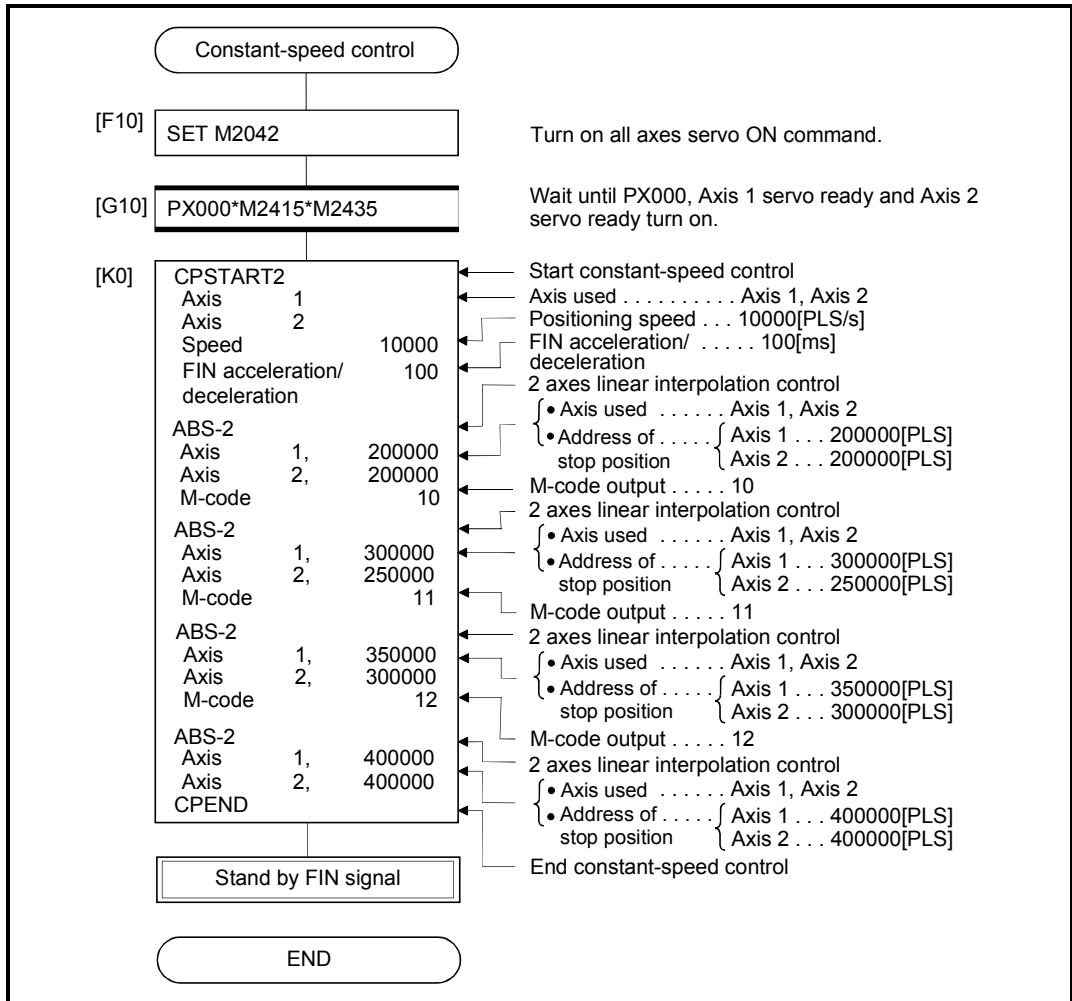 Constant-speed control
[F10] SET M2042 Turn on all axes servo ON command.
[G10] PX000*M2415*M2435 Wait until PX000, Axis 1 servo ready and Axis 2
servo ready turn on.
[K0] CPSTART2 Start constant-speed control
Axis 1 Axis used . . . . . . . . . . Axis 1, Axis 2
Axis 2 Positioning speed . . . 10000[PLS/s]
Speed 10000 FIN acceleration/ . . . . . 100[ms]
deceleration
FIN acceleration/ 100
deceleration
2 axes linear interpolation control
• Axis used . . . . . . Axis 1, Axis 2
ABS-2 • Address of . . . . . Axis 1 . . . 200000[PLS]
Axis 1, 200000 stop position Axis 2 . . . 200000[PLS]
Axis 2, 200000
M-code 10 M-code output . . . . . 10
2 axes linear interpolation control
ABS-2 • Axis used . . . . . . Axis 1, Axis 2
Axis 1, 300000 • Address of . . . . . Axis 1 . . . 300000[PLS]
Axis 2, 250000 stop position Axis 2 . . . 250000[PLS]
M-code 11 M-code output . . . . . 11
ABS-2 2 axes linear interpolation control
Axis 1, 350000 • Axis used . . . . . . Axis 1, Axis 2
Axis 2, 300000 • Address of . . . . . Axis 1 . . . 350000[PLS]
M-code 12 stop position Axis 2 . . . 300000[PLS]
ABS-2 M-code output . . . . . 12
Axis 1, 400000 2 axes linear interpolation control
Axis 2, 400000 • Axis used . . . . . . Axis 1, Axis 2
CPEND • Address of . . . . . Axis 1 . . . 400000[PLS]
stop position Axis 2 . . . 400000[PLS]
End constant-speed control
Stand by FIN signal
END